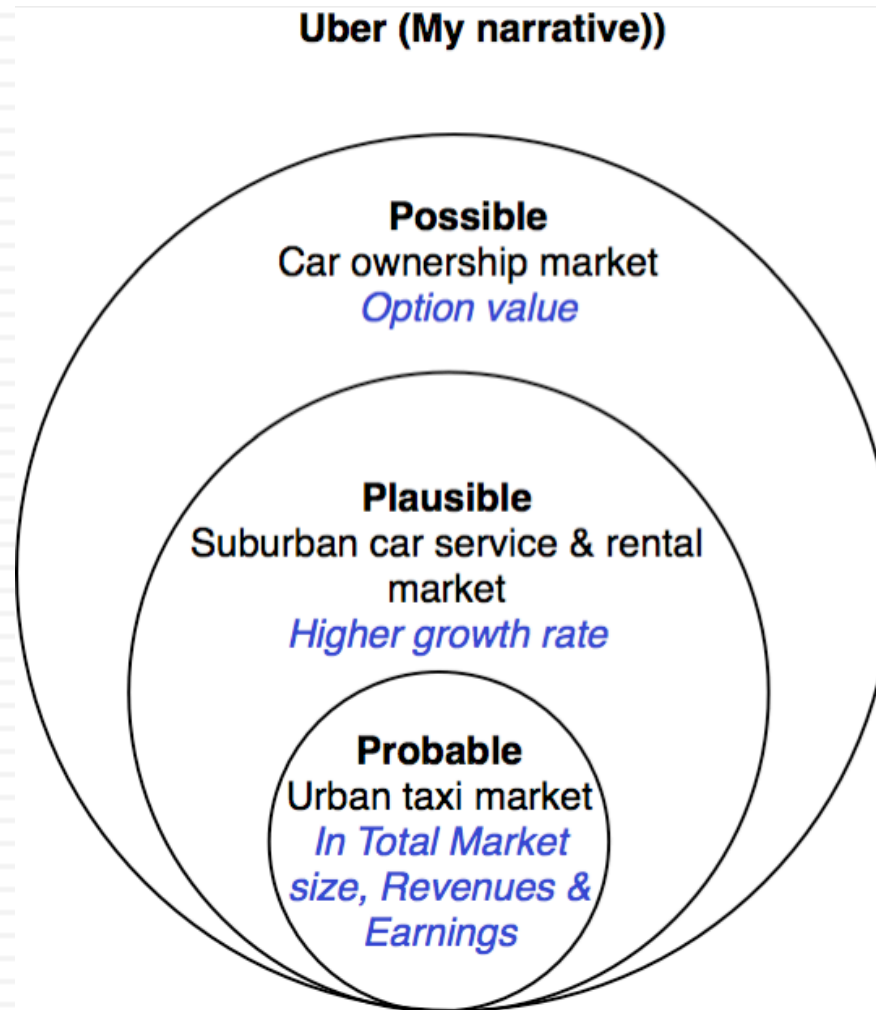 Uber (My narrative))
Possible
Car ownership market
Option value
Plausible
Suburban car service & rental
market
Higher growth rate
Probable
Urban taxi market
In Total Market
size, Revenues &
Earnings